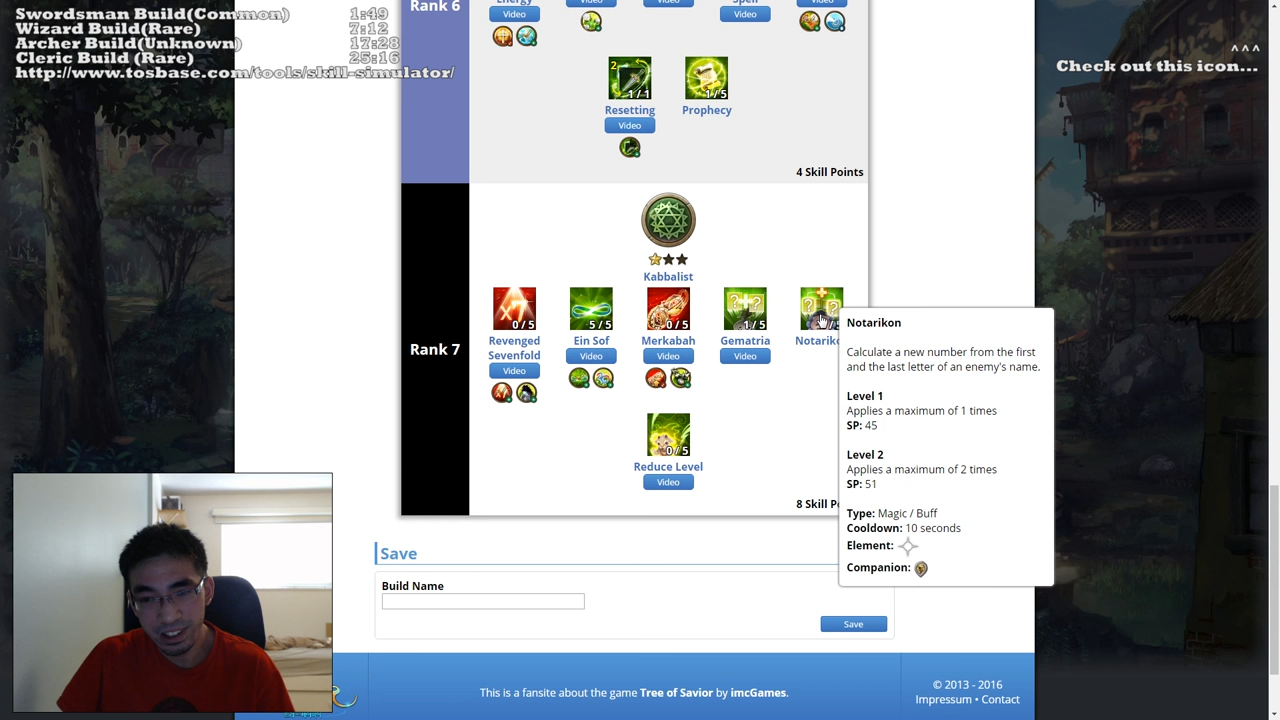 Swordsman Build(Common) 1:49
Wizard Build(Rare) 7:12
Archer Build(Unknown) 17:28
Cleric Build (Rare) 25:16
http://www.tosbase.com/tools/skill-simulator/
^^^
Check out this icon...
Rank 6
Energy
Spell
Video
Video
2
1/1
1/5
Resetting
Prophecy
Video
4 Skill Points
Rank 7
Kabbalist
x7
0/5
5/5
0/5
1/5
Revenged Sevenfold
Ein Sof
Merkabah
Gematria
Video
Video
Video
Video
0/5
Reduce Level
Video
Notarikon
Calculate a new number from the first
and the last letter of an enemy's name.
Level 1
Applies a maximum of 1 times
SP: 45
Level 2
Applies a maximum of 2 times
SP: 51
Type: Magic / Buff
Cooldown: 10 seconds
Element:
Companion:
Save
Build Name
Save
This is a fansite about the game Tree of Savior by imcGames.
© 2013 - 2016
Impressum • Contact